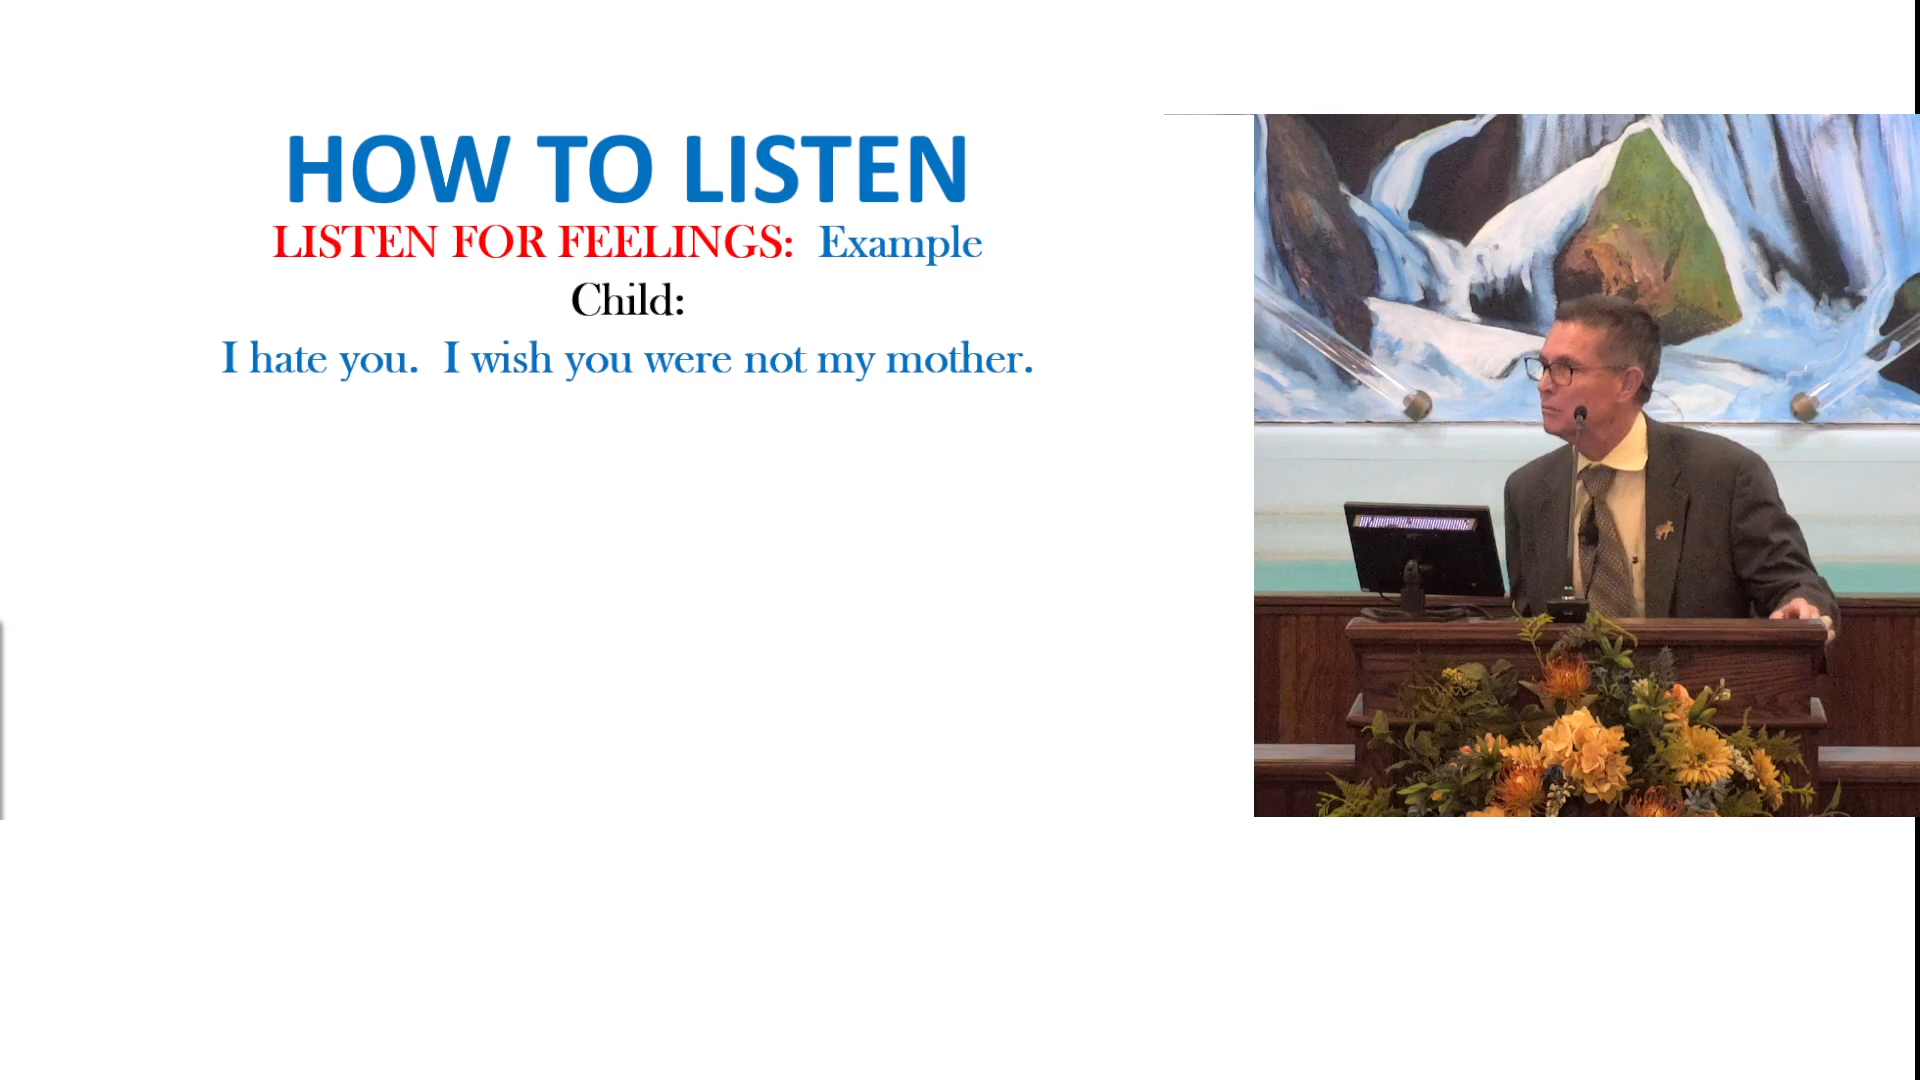 HOW TO LISTEN
LISTEN FOR FEELINGS: Example
Child:
I hate you. I wish you were not my mother.